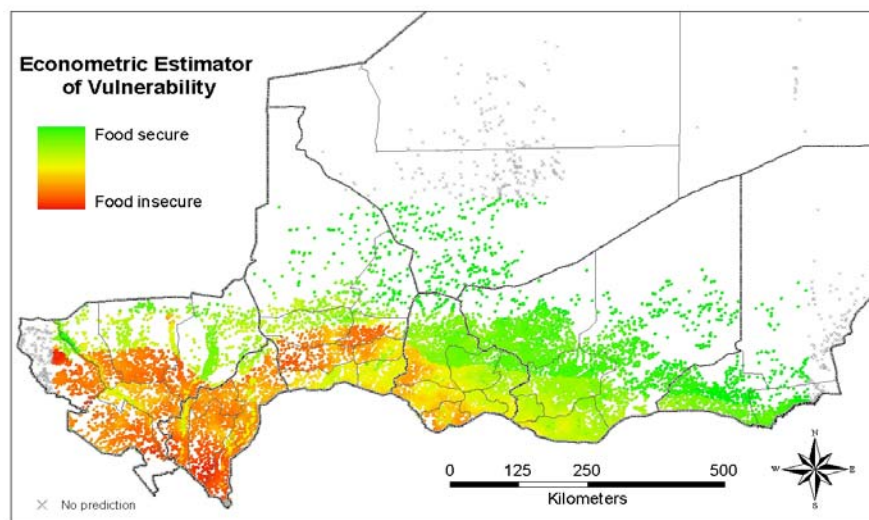 Econometric Estimator
of Vulnerability
Food secure
Food insecure
No prediction
0 125 250 500
Kilometers
N
W E
S